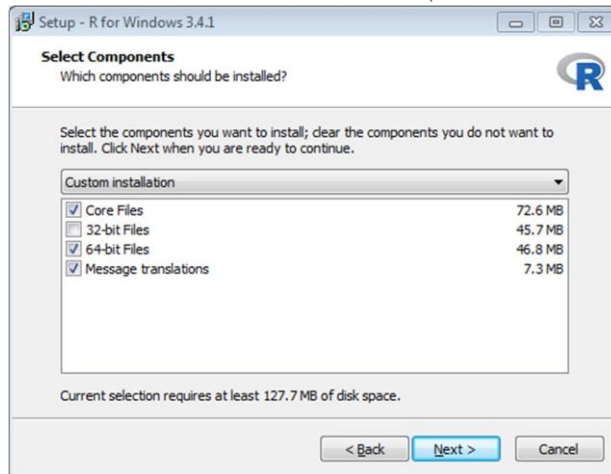 Setup - R for Windows 3.4.1
Select Components
Which components should be installed?
R
Select the components you want to install; clear the components you do not want to
install. Click Next when you are ready to continue.
Custom installation
Core Files 72.6 MB
32-bit Files 45.7 MB
64-bit Files 46.8 MB
Message translations 7.3 MB
Current selection requires at least 127.7 MB of disk space.
< Back Next > Cancel